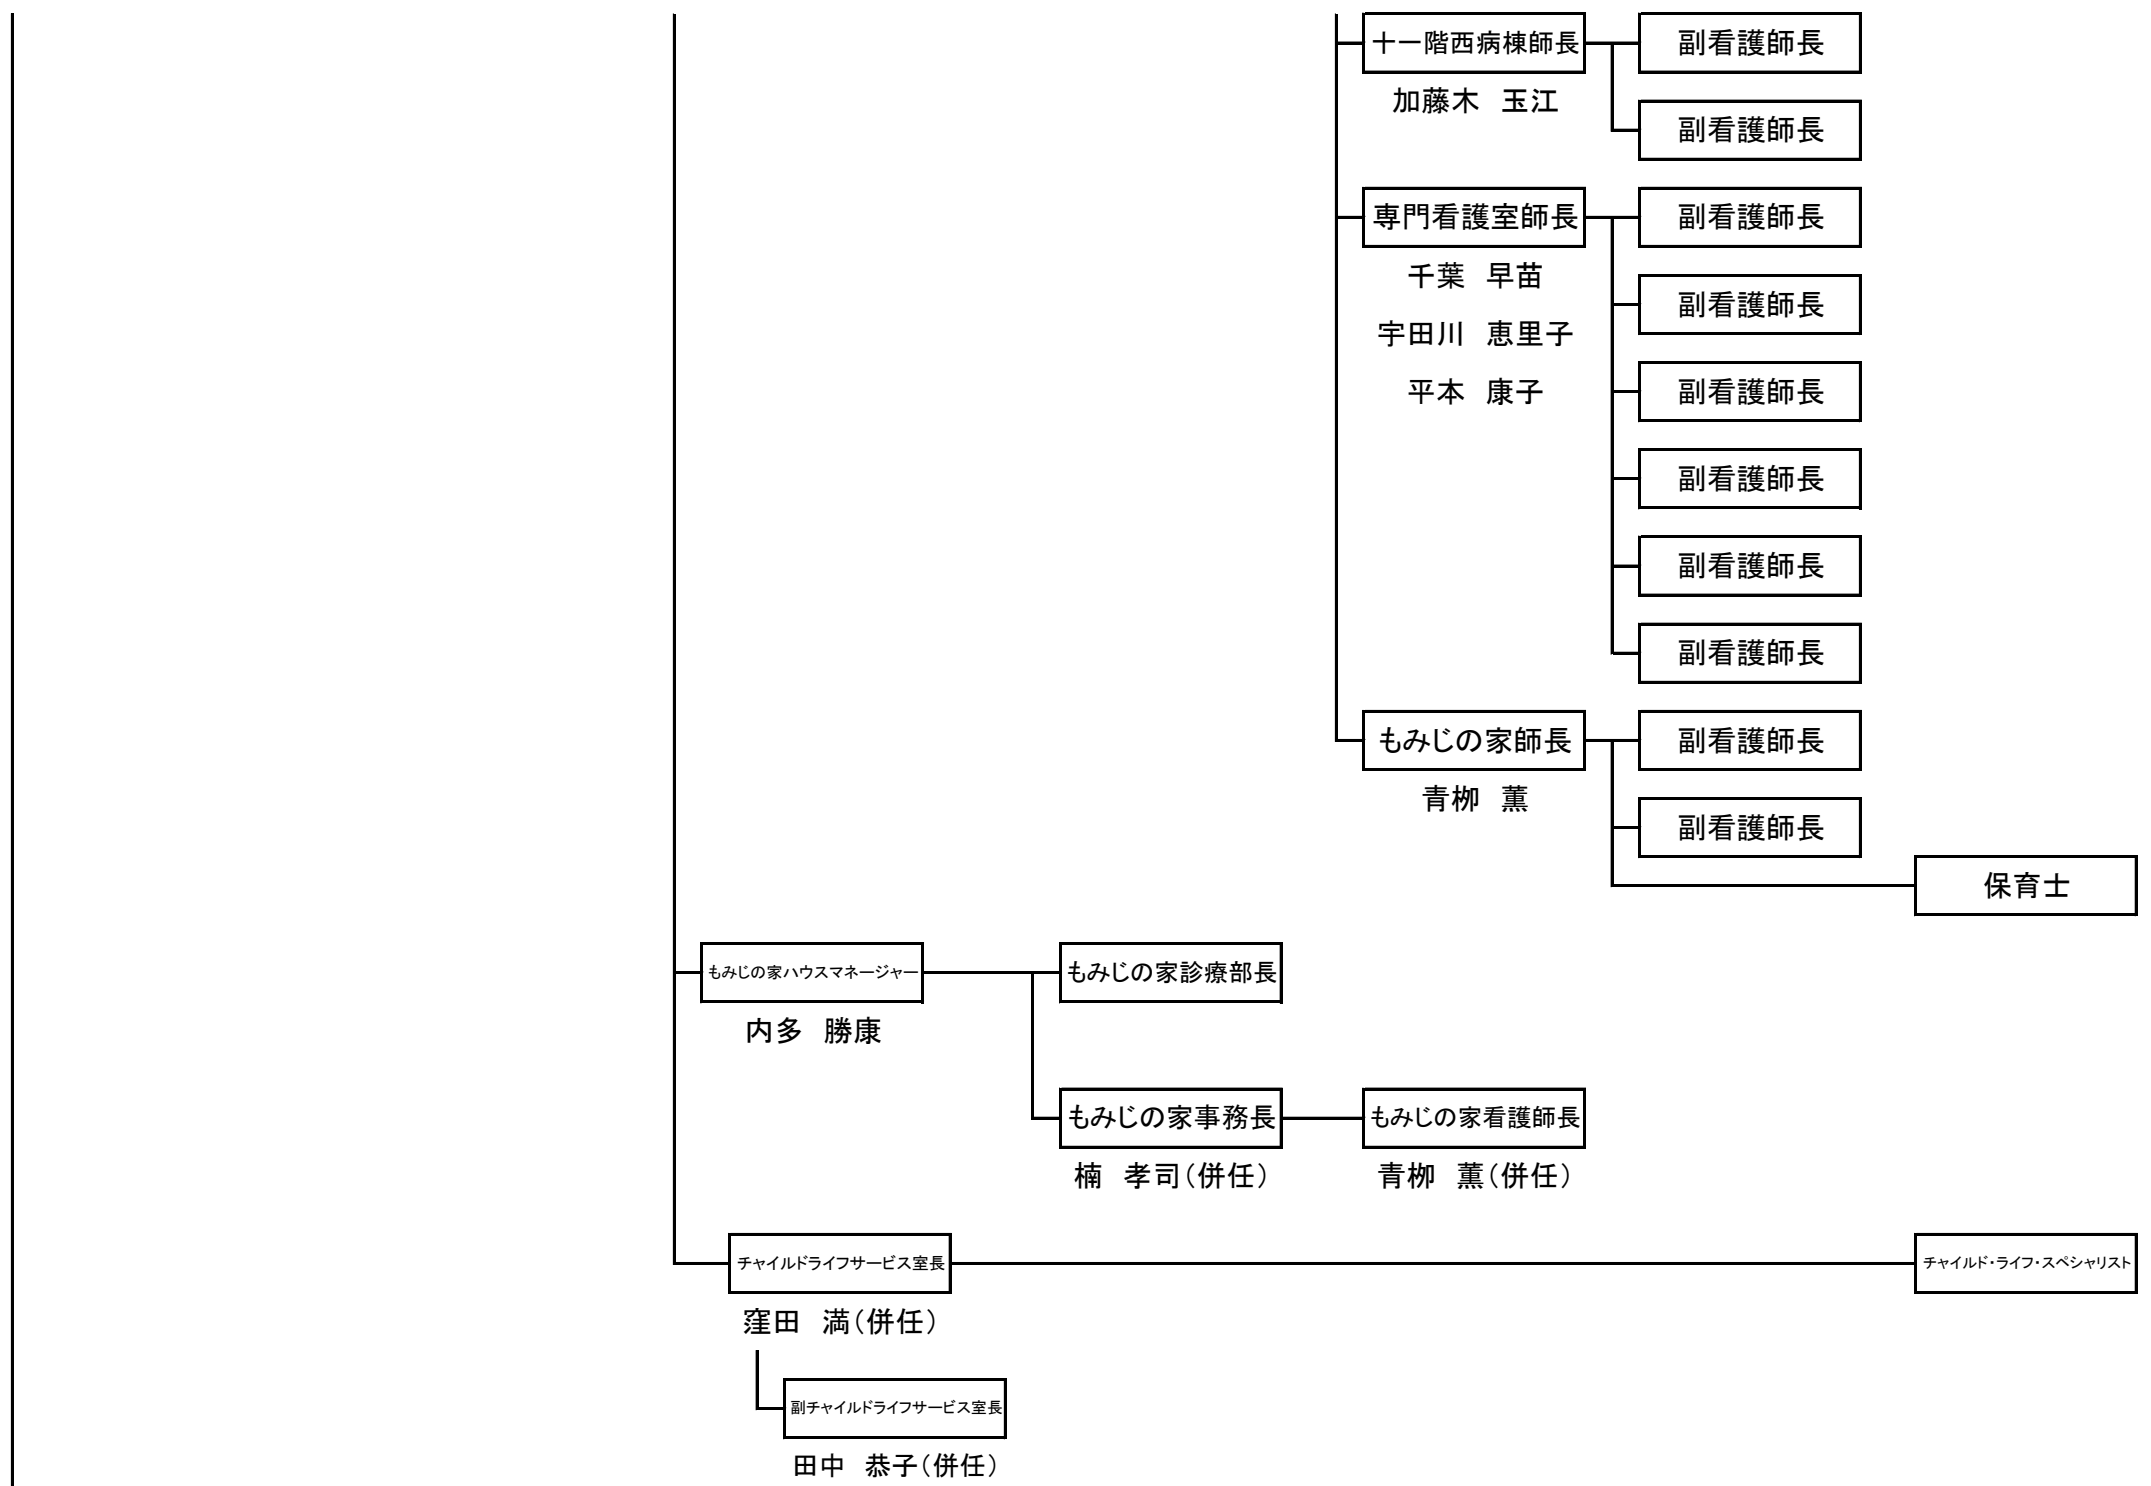 十一階西病棟師長 副看護師長
加藤木　玉江
副看護師長
専門看護室師長 副看護師長
千葉　早苗
副看護師長
宇田川　恵里子
平本　康子
副看護師長
副看護師長
副看護師長
副看護師長
もみじの家師長 副看護師長
青栁　薫
副看護師長
保育士
もみじの家ハウスマネージャー もみじの家診療部長
内多　勝康
もみじの家事務長 もみじの家看護師長
楠　孝司（併任） 青栁　薫（併任）
チャイルドライフサービス室長 チャイルド・ライフ・スペシャリスト
窪田　満（併任）
副チャイルドライフサービス室長
田中　恭子（併任）